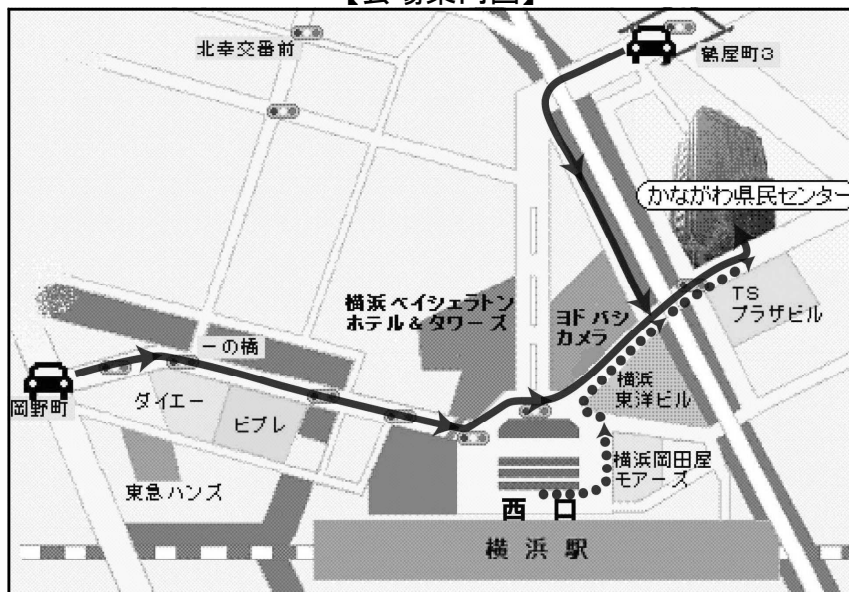 【会場案内図】
北幸交番前
鶴屋町3
かながわ県民センター
横浜ベイシェラトン
ホテル&タワーズ
ヨドバシ
カメラ
TS
プラザビル
一の橋
岡野町
ダイエー
ビブレ
横浜
東洋ビル
東急ハンズ
横浜岡田屋
モアーズ
西口
横浜駅